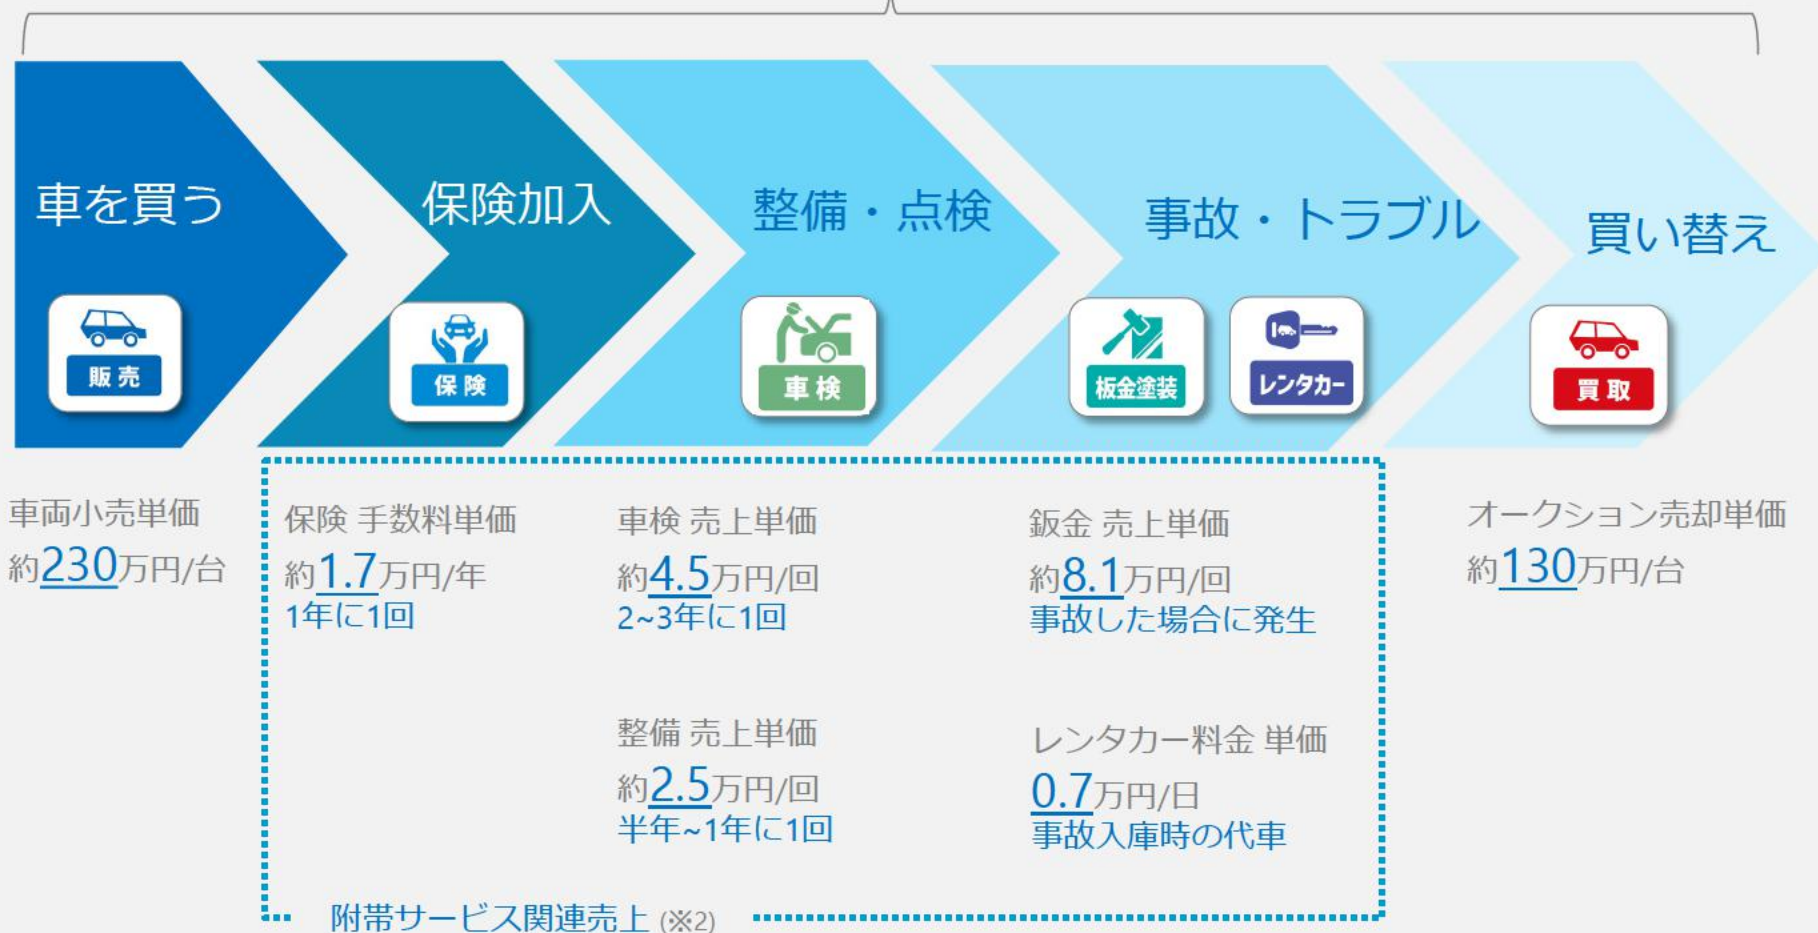 車を買う
販売
保険加入
保険
整備・点検
車検
事故・トラブル
板金塗装
レンタカー
買い替え
買取
車両小売単価
約230万円/台
保険 手数料単価
約1.7万円/年
1年に1回
車検 売上単価
約4.5万円/回
2~3年に1回
整備 売上単価
約2.5万円/回
半年~1年に1回
鈑金 売上単価
約8.1万円/回
事故した場合に発生
レンタカー料金 単価
0.7万円/日
事故入庫時の代車
オークション売却単価
約130万円/台
附帯サービス関連売上 (※2)